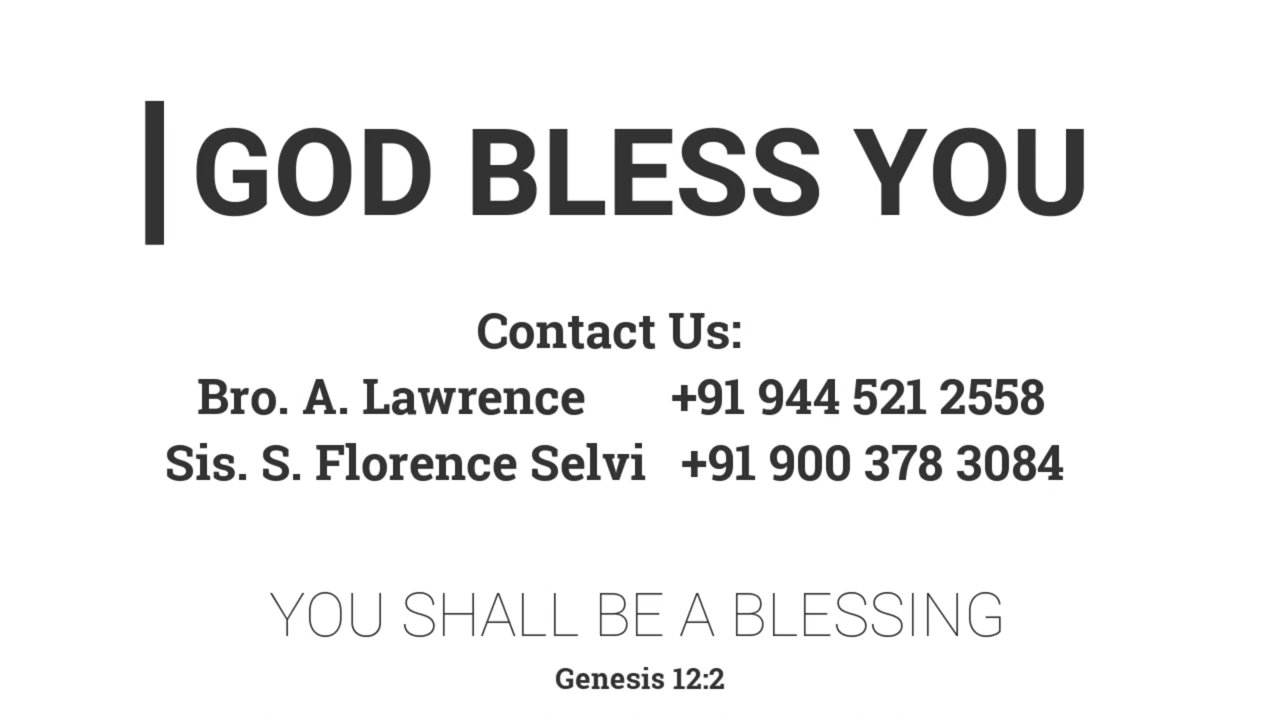 GOD BLESS YOU
Contact Us:
Bro. A. Lawrence +91 944 521 2558
Sis. S. Florence Selvi +91 900 378 3084
YOU SHALL BE A BLESSING
Genesis 12:2